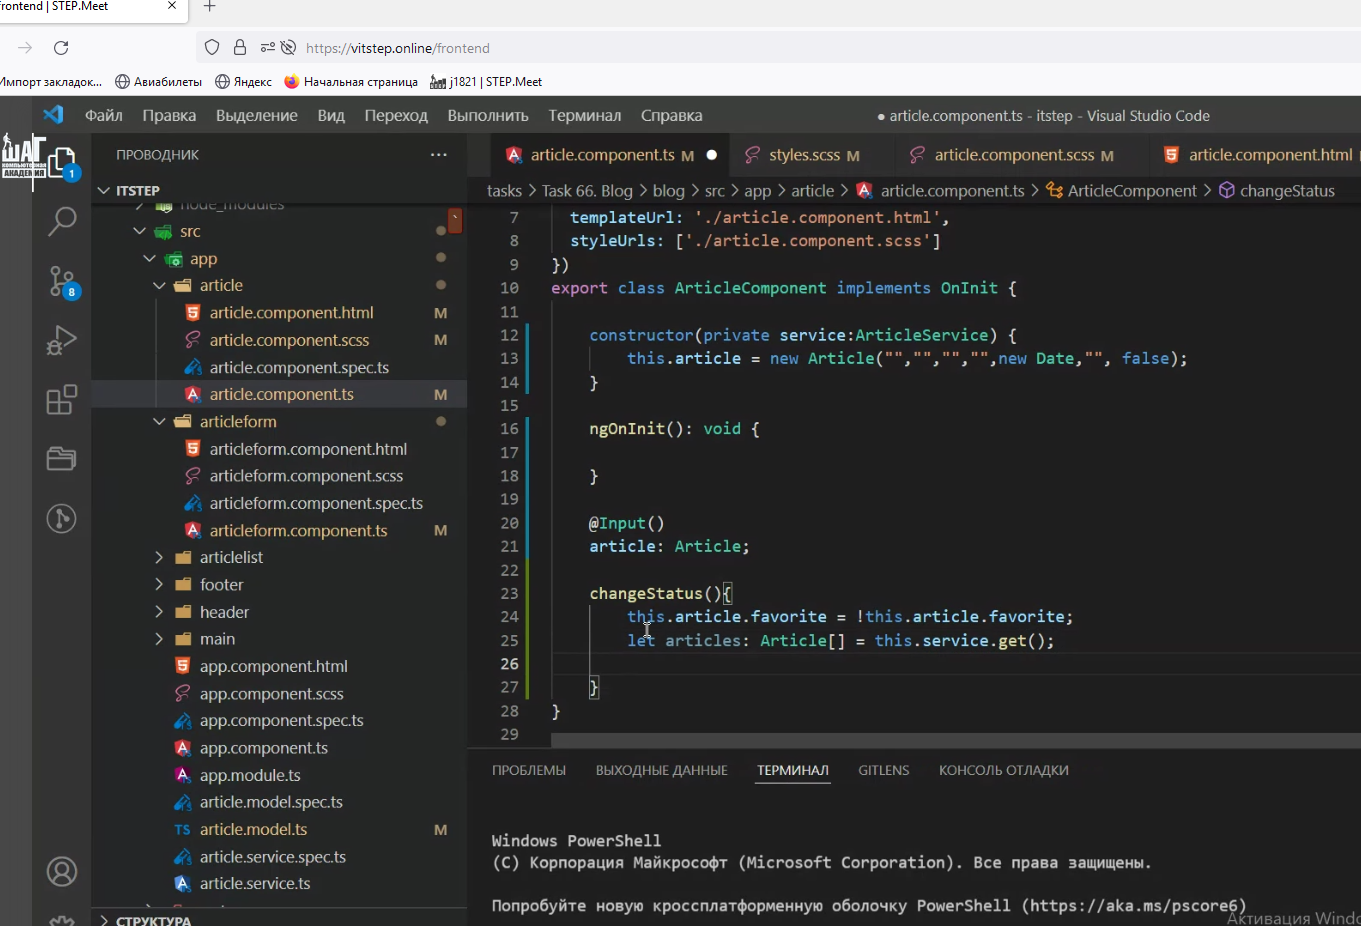 frontend | STEP.Meet
https://vitstep.online/frontend
Импорт закладок...
Авиабилеты
Яндекс
Начальная страница
j1821 | STEP.Meet
Файл Правка Выделение Вид Переход Выполнить Терминал Справка
● article.component.ts - itstep - Visual Studio Code
ШАГ
КОМПЬЮТЕРНАЯ
АКАДЕМИЯ
1
8
ПРОВОДНИК
ITSTEP
node_modules
src
app
article
article.component.html M
article.component.scss M
article.component.spec.ts
article.component.ts M
articleform
articleform.component.html
articleform.component.scss
articleform.component.spec.ts
articleform.component.ts M
articlelist
footer
header
main
app.component.html
app.component.scss
app.component.spec.ts
app.component.ts
app.module.ts
article.model.spec.ts
TS article.model.ts M
article.service.spec.ts
article.service.ts
СТРУКТУРА
article.component.ts M
styles.scss M
article.component.scss M
article.component.html
tasks > Task 66. Blog > blog > src > app > article > article.component.ts > ArticleComponent > changeStatus
7 templateUrl: './article.component.html',
8 styleUrls: ['./article.component.scss']
9 })
10 export class ArticleComponent implements OnInit {
11
12 constructor(private service:ArticleService) {
13 this.article = new Article("","","","",new Date,"", false);
14 }
15
16 ngOnInit(): void {
17
18 }
19
20 @Input()
21 article: Article;
22
23 changeStatus(){
24 this.article.favorite = !this.article.favorite;
25 let articles: Article[] = this.service.get();
26
27 }
28 }
29
ПРОБЛЕМЫ ВЫХОДНЫЕ ДАННЫЕ ТЕРМИНАЛ GITLENS КОНСОЛЬ ОТЛАДКИ
Windows PowerShell
(C) Корпорация Майкрософт (Microsoft Corporation). Все права защищены.
Попробуйте новую кроссплатформенную оболочку PowerShell (https://aka.ms/pscore6)
Активация Windo